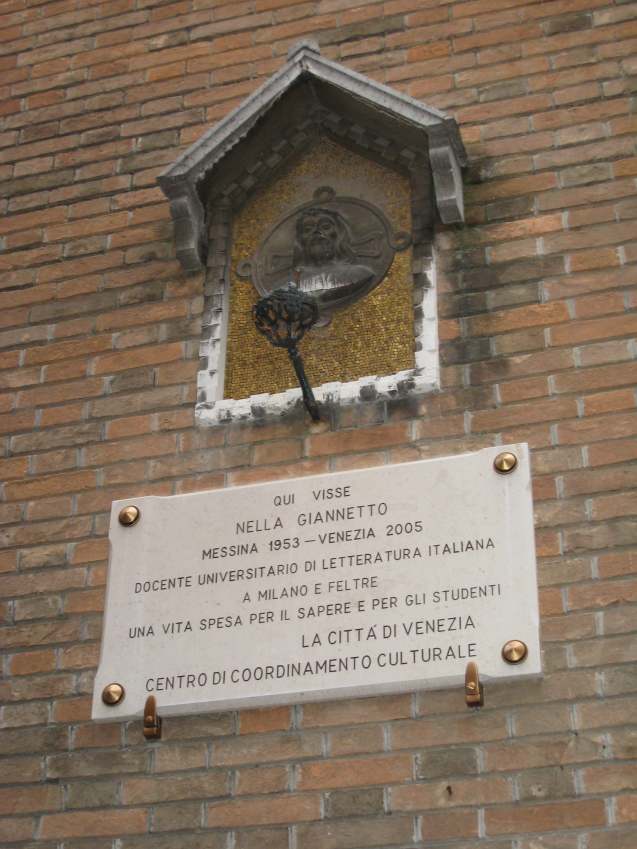 QUI VISSE
NELLA GIANNETTO
MESSINA 1953 — VENEZIA 2005
DOCENTE UNIVERSITARIO DI LETTERATURA ITALIANA
A MILANO E FELTRE
UNA VITA SPESA PER IL SAPERE E PER GLI STUDENTI
LA CITTÀ DI VENEZIA
CENTRO DI COORDINAMENTO CULTURALE